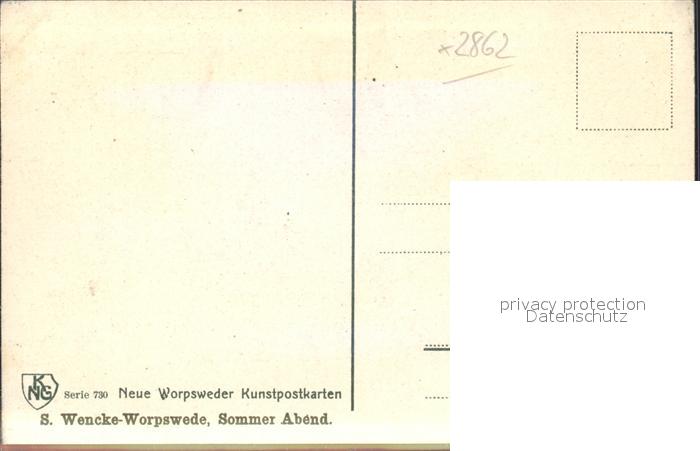 ×2862
privacy protection
Datenschutz
KNG Serie 730 Neue Worpsweder Kunstpostkarten
S. Wencke-Worpswede, Sommer Abend.